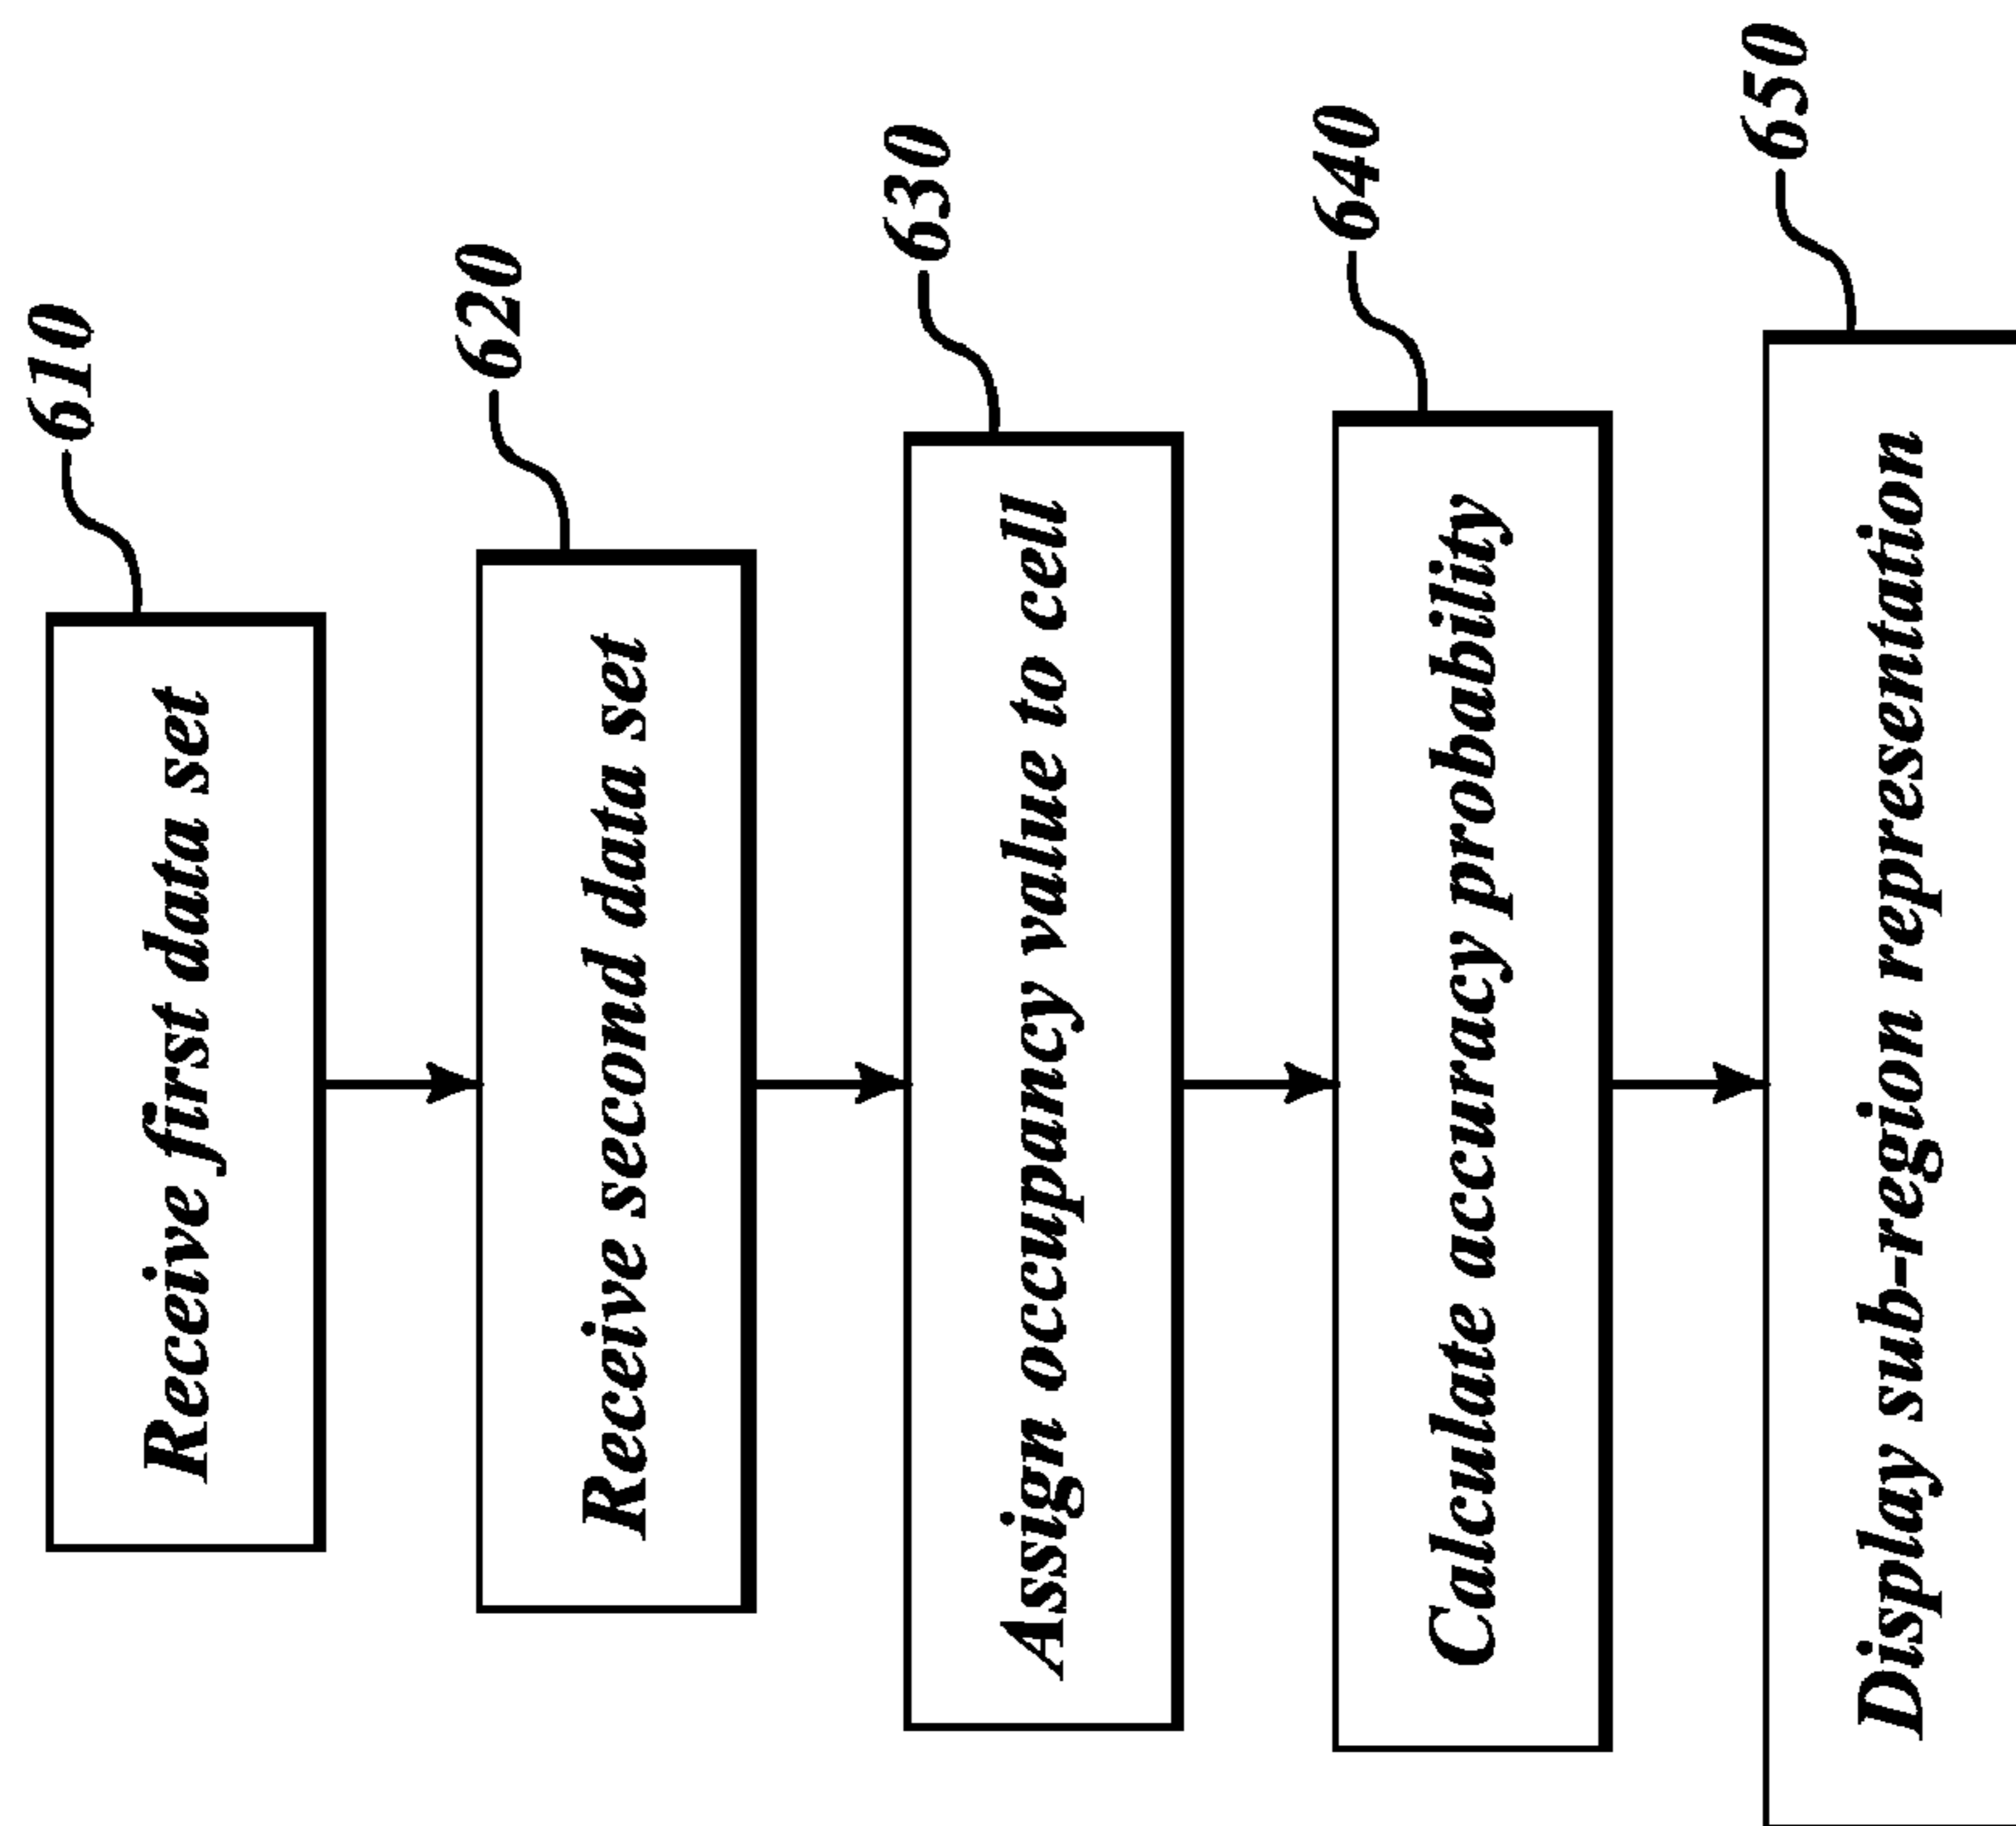 610
Receive first data set
620
Receive second data set
630
Assign occupancy value to cell
640
Calculate accuracy probability
650
Display sub-region representation